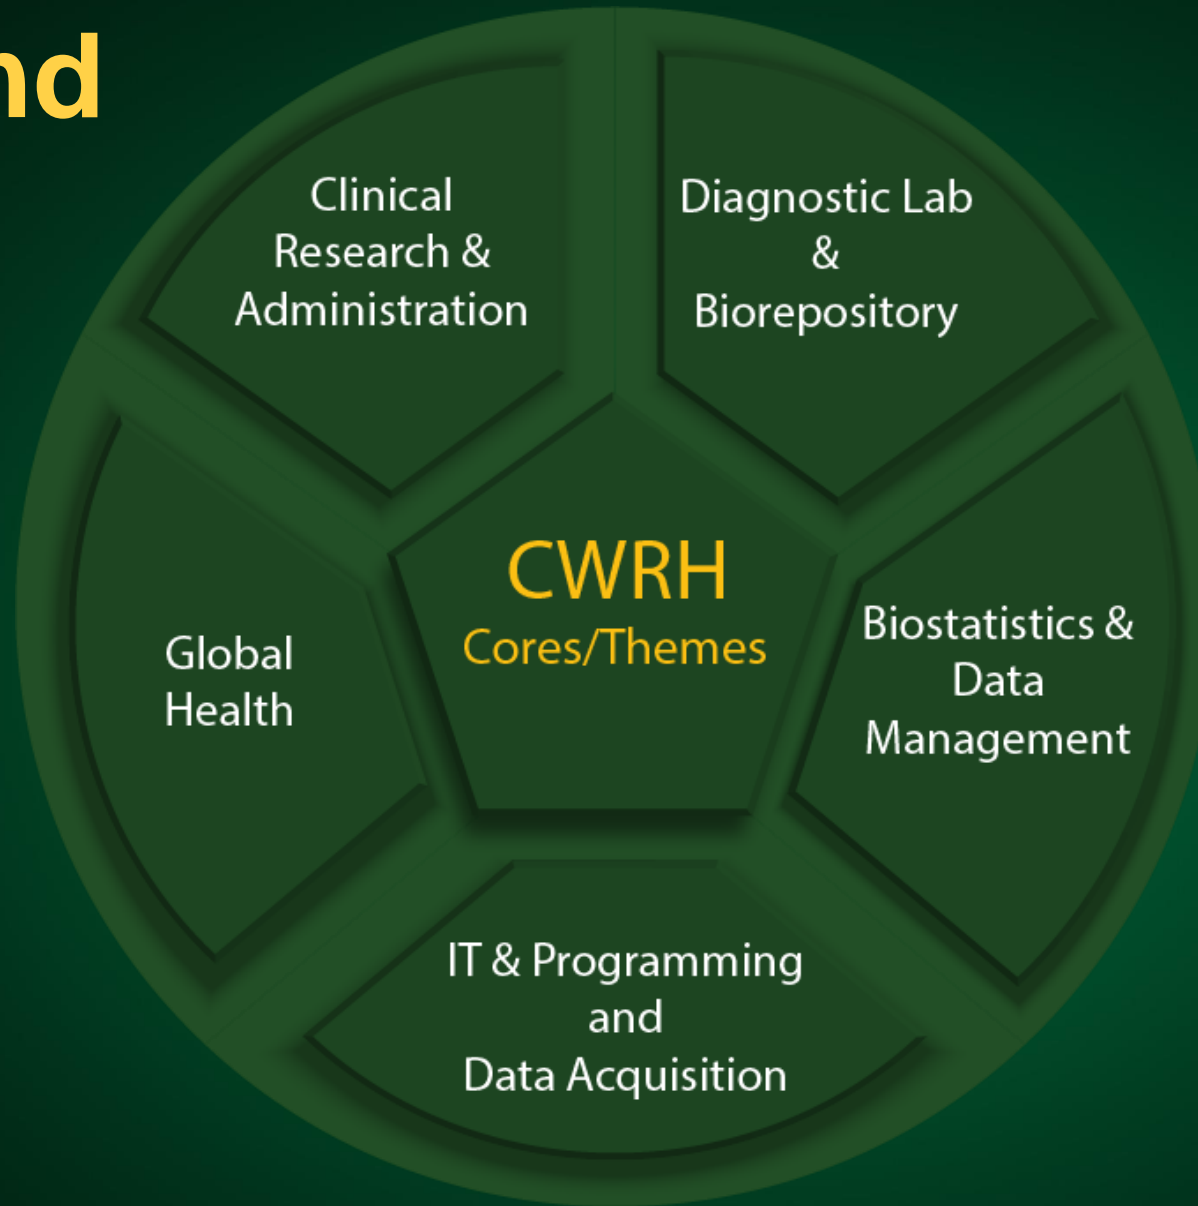 nd
Clinical
Research &
Administration
Diagnostic Lab
&
Biorepository
CWRH
Cores/Themes
Biostatistics &
Data
Management
Global
Health
IT & Programming
and
Data Acquisition